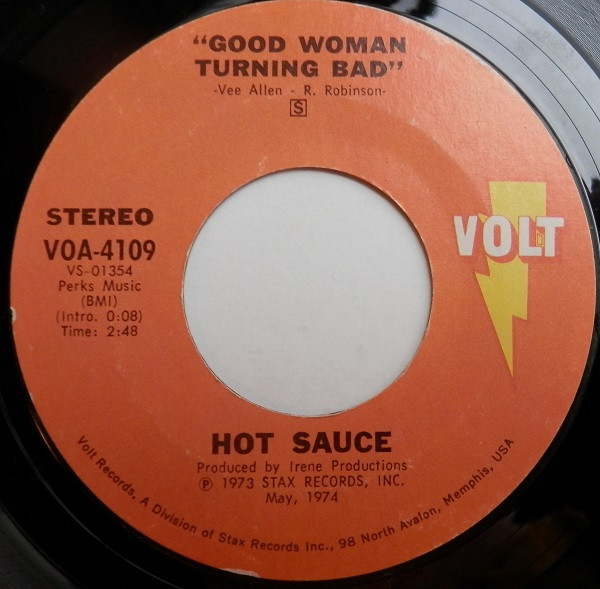 "GOOD WOMAN
TURNING BAD"
-Vee Allen - R. Robinson-
S
STEREO
VOA-4109
VS-01354
Perks Music
(BMI)
(Intro. 0:08)
Time: 2:48
VOLT
HOT SAUCE
Produced by Irene Productions
Ⓟ 1973 STAX RECORDS, INC.
May, 1974
Volt Records, A Division of Stax Records Inc., 98 North Avalon, Memphis, USA